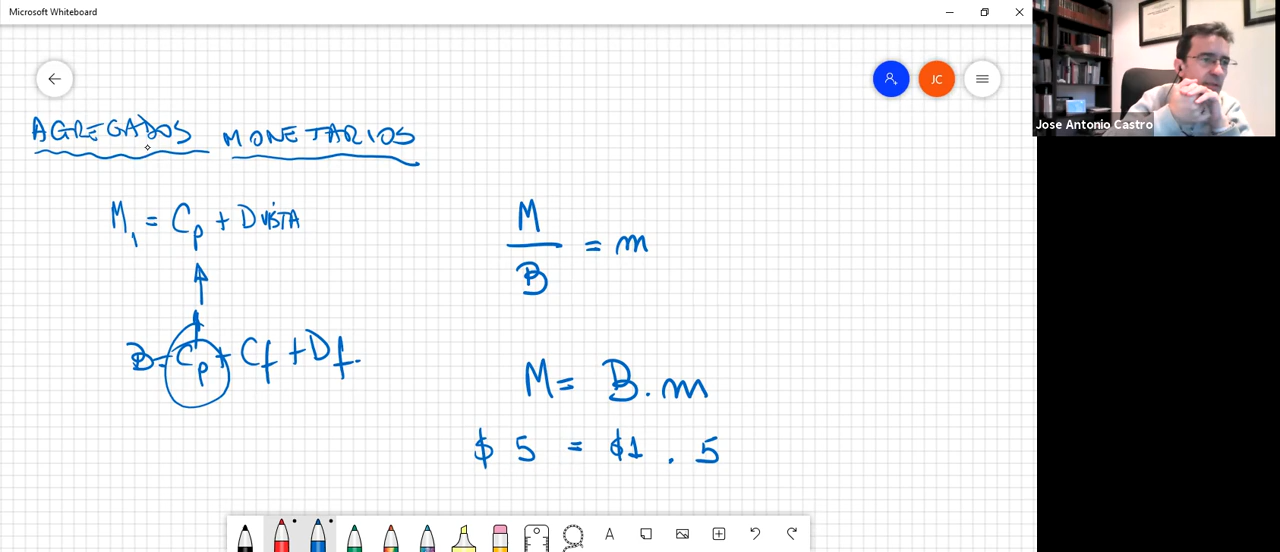 Microsoft Whiteboard
JC
Jose Antonio Castro
AGREGADOS MONETARIOS
M1 = Cp + D VISTA
B = Cp + Cf + Df.
M
B
= m
M = B . m
$ 5 = $1 . 5
A